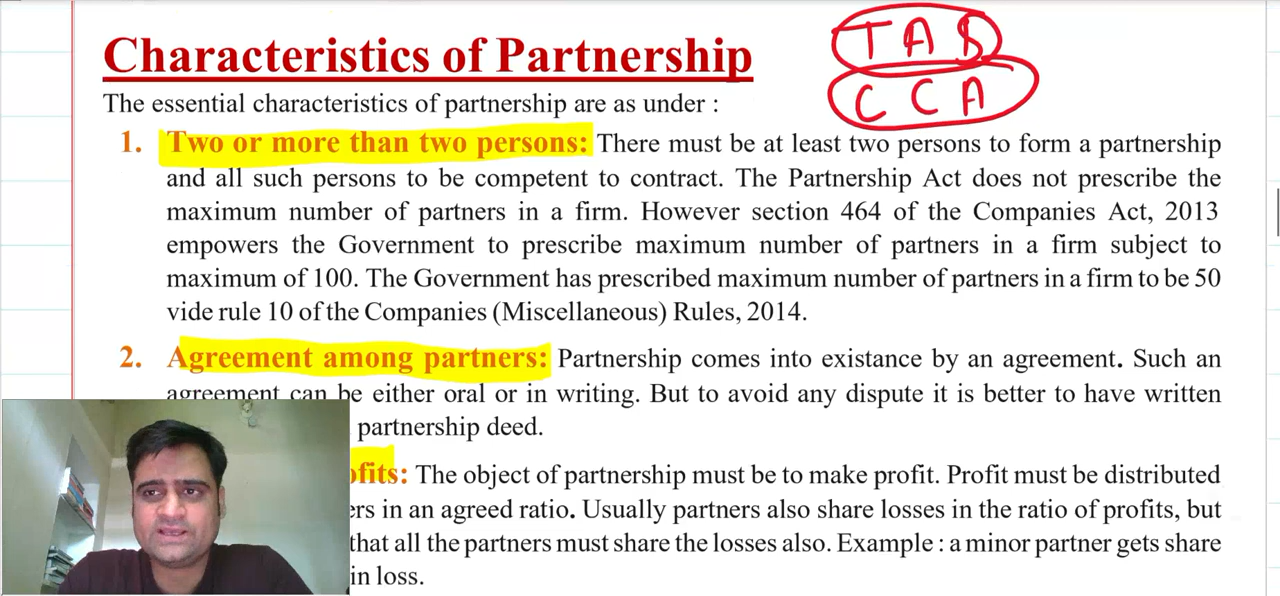 Characteristics of Partnership
T A S
C C A
The essential characteristics of partnership are as under :
1. Two or more than two persons: There must be at least two persons to form a partnership
and all such persons to be competent to contract. The Partnership Act does not prescribe the
maximum number of partners in a firm. However section 464 of the Companies Act, 2013
empowers the Government to prescribe maximum number of partners in a firm subject to
maximum of 100. The Government has prescribed maximum number of partners in a firm to be 50
vide rule 10 of the Companies (Miscellaneous) Rules, 2014.
2. Agreement among partners: Partnership comes into existance by an agreement. Such an
agreement can be either oral or in writing. But to avoid any dispute it is better to have written
partnership deed.
ofits: The object of partnership must be to make profit. Profit must be distributed
ers in an agreed ratio. Usually partners also share losses in the ratio of profits, but
that all the partners must share the losses also. Example : a minor partner gets share
in loss.